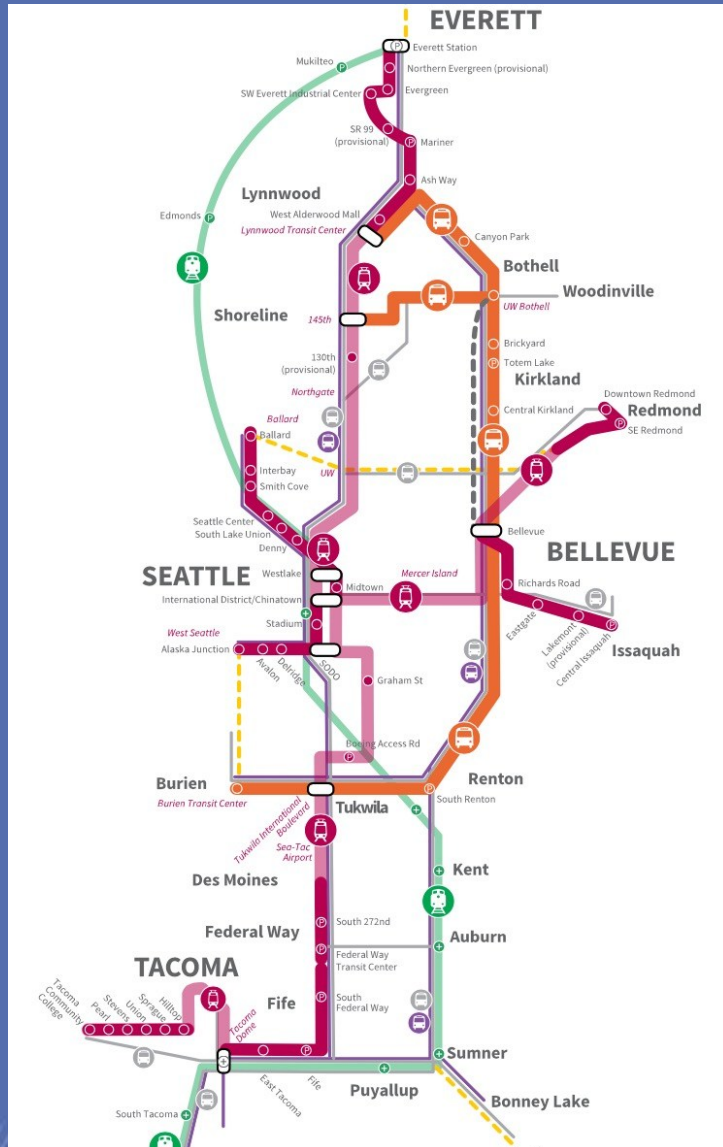 EVERETT
Everett Station
Mukilteo
Northern Evergreen (provisional)
SW Everett Industrial Center
Evergreen
SR 99
(provisional)
Mariner
Ash Way
Lynnwood
West Alderwood Mall
Lynnwood Transit Center
Edmonds
Canyon Park
Bothell
Woodinville
UW Bothell
Shoreline
145th
130th
(provisional)
Brickyard
Totem Lake
Kirkland
Northgate
Downtown Redmond
Redmond
SE Redmond
Central Kirkland
Ballard
Ballard
Interbay
Smith Cove
UW
Seattle Center
South Lake Union
Denny
Bellevue
BELLEVUE
SEATTLE
Westlake
Midtown
Mercer Island
International District/Chinatown
Richards Road
Eastgate
Lakemont
(provisional)
Central Issaquah
Issaquah
Stadium
West Seattle
Alaska Junction
Avalon
Delridge
SODO
Graham St
Boeing Access Rd
Burien
Burien Transit Center
Tukwila International
Boulevard
Tukwila
Renton
South Renton
Sea-Tac
Airport
Des Moines
Kent
South 272nd
Federal Way
Federal Way
Transit Center
Auburn
TACOMA
Fife
South
Federal Way
Tacoma
Community
College
Pearl
Stevens
Union
Sprague
Hilltop
Tacoma
Dome
East Tacoma
Fife
Sumner
Puyallup
Bonney Lake
South Tacoma